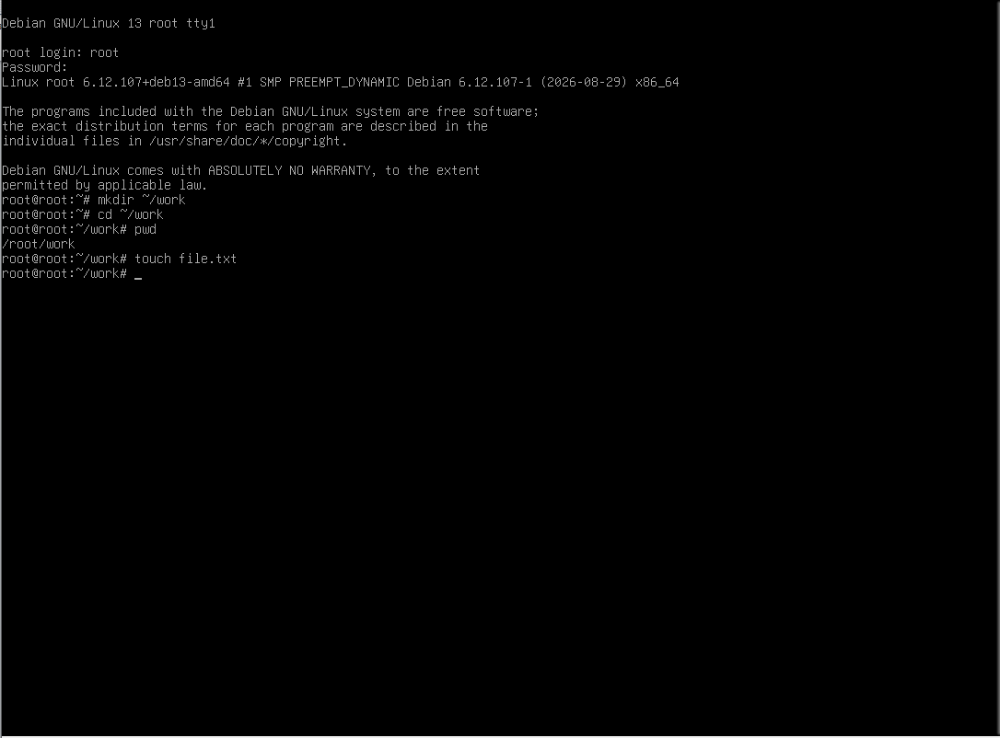 Debian GNU/Linux 13 root tty1
root login: root
Password:
Linux root 6.12.107+deb13-amd64 #1 SMP PREEMPT_DYNAMIC Debian 6.12.107-1 (2026-08-29) x86_64
The programs included with the Debian GNU/Linux system are free software;
the exact distribution terms for each program are described in the
individual files in /usr/share/doc/*/copyright.
Debian GNU/Linux comes with ABSOLUTELY NO WARRANTY, to the extent
permitted by applicable law.
root@root:~# mkdir ~/work
root@root:~# cd ~/work
root@root:~/work# pwd
/root/work
root@root:~/work# touch file.txt
root@root:~/work# _